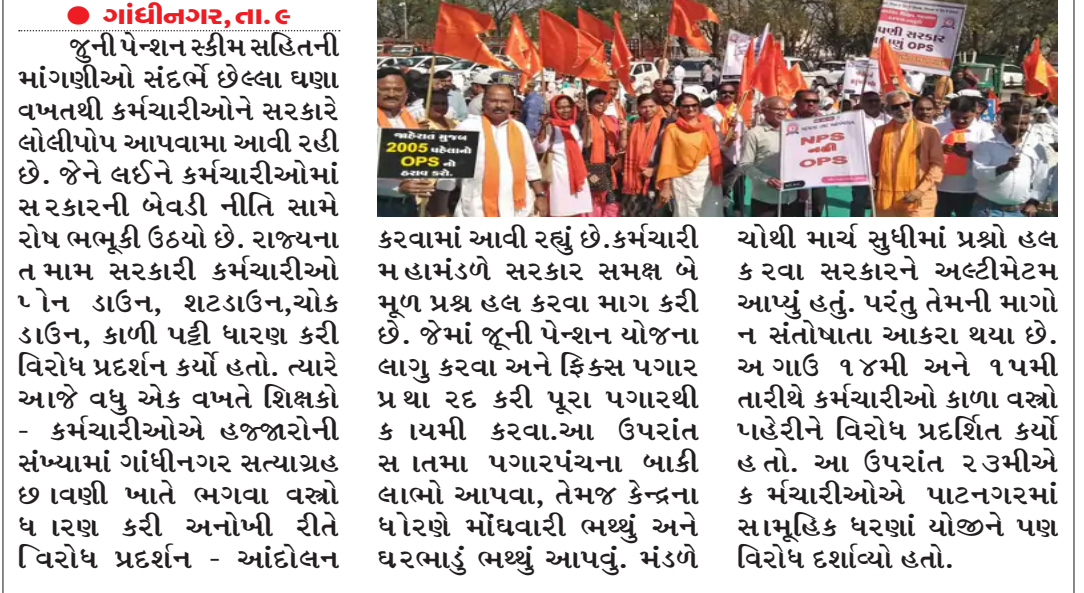 ● ગાંધીનગર,તા.૯
જુની પેન્શન સ્કીમ સહિતની
માંગણીઓ સંદર્ભે છેલ્લા ઘણા
વખતથી કર્મચારીઓને સરકારે
લોલીપોપ આપવામા આવી રહી
છે. જેને લઈને કર્મચારીઓમાં
સરકારની બેવડી નીતિ સામે
રોષ ભભૂકી ઉઠયો છે. રાજ્યના
તમામ સરકારી કર્મચારીઓ
પેન ડાઉન, શટડાઉન,ચોક
ડાઉન, કાળી પટ્ટી ધારણ કરી
વિરોધ પ્રદર્શન કર્યો હતો. ત્યારે
આજે વધુ એક વખતે શિક્ષકો
- કર્મચારીઓએ હજ્જારોની
સંખ્યામાં ગાંધીનગર સત્યાગ્રહ
છાવણી ખાતે ભગવા વસ્ત્રો
ધારણ કરી અનોખી રીતે
વિરોધ પ્રદર્શન - આંદોલન
જાહેરાત મુજબ
2005 પહેલાનો
OPS નો
ઠરાવ કરો.
NPS
નહી
OPS
સરકાર
OPS
કરવામાં આવી રહ્યું છે.કર્મચારી
મહામંડળે સરકાર સમક્ષ બે
મૂળ પ્રશ્ન હલ કરવા માગ કરી
છે. જેમાં જૂની પેન્શન યોજના
લાગુ કરવા અને ફિક્સ પગાર
પ્રથા રદ કરી પૂરા પગારથી
કાયમી કરવા.આ ઉપરાંત
સાતમા પગારપંચના બાકી
લાભો આપવા, તેમજ કેન્દ્રના
ધોરણે મોંઘવારી ભથ્થું અને
ઘરભાડું ભથ્થું આપવું. મંડળે
ચોથી માર્ચ સુધીમાં પ્રશ્નો હલ
કરવા સરકારને અલ્ટીમેટમ
આપ્યું હતું. પરંતુ તેમની માગો
ન સંતોષાતા આકરા થયા છે.
અગાઉ ૧૪મી અને ૧૫મી
તારીથે કર્મચારીઓ કાળા વસ્ત્રો
પાહેરીને વિરોધ પ્રદર્શિત કર્યો
હતો. આ ઉપરાંત ૨૩મીએ
કર્મચારીઓએ પાટનગરમાં
સામૂહિક ધરણાં યોજીને પણ
વિરોધ દર્શાવ્યો હતો.